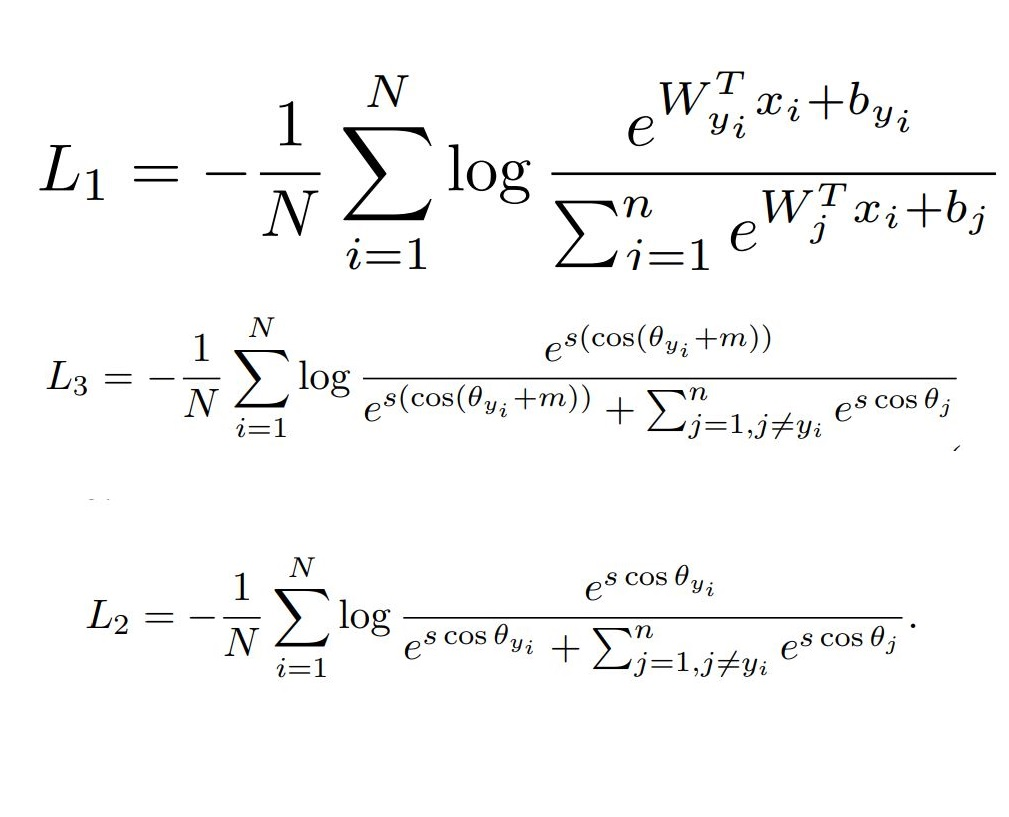 L_1 = -\frac{1}{N} \sum_{i=1}^{N} \log \frac{e^{W_{y_i}^T x_i + b_{y_i}}}{\sum_{j=1}^{n} e^{W_j^T x_i + b_j}}
L_3 = -\frac{1}{N} \sum_{i=1}^{N} \log \frac{e^{s(\cos(\theta_{y_i} + m))}}{e^{s(\cos(\theta_{y_i} + m))} + \sum_{j=1, j \neq y_i}^{n} e^{s \cos \theta_j}}
L_2 = -\frac{1}{N} \sum_{i=1}^{N} \log \frac{e^{s \cos \theta_{y_i}}}{e^{s \cos \theta_{y_i}} + \sum_{j=1, j \neq y_i}^{n} e^{s \cos \theta_j}}.